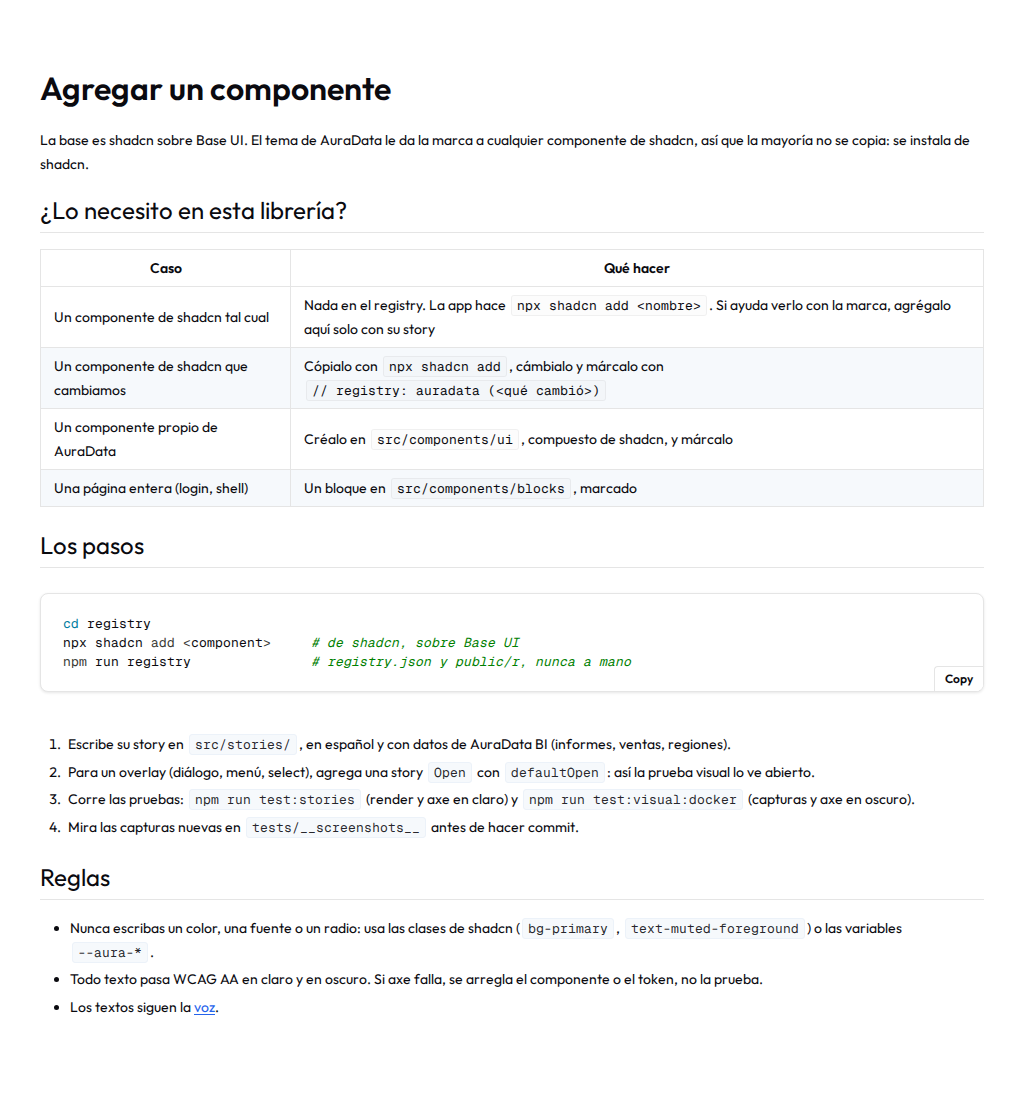 Agregar un componente
La base es shadcn sobre Base UI. El tema de AuraData le da la marca a cualquier componente de shadcn, así que la mayoría no se copia: se instala de
shadcn.
¿Lo necesito en esta librería?
Caso
Qué hacer
Un componente de shadcn tal cual
Nada en el registry. La app hace npx shadcn add <nombre> . Si ayuda verlo con la marca, agrégalo
aquí solo con su story
Un componente de shadcn que
cambiamos
Cópialo con npx shadcn add , cámbialo y márcalo con
// registry: auradata (<qué cambió>)
Un componente propio de
AuraData
Créalo en src/components/ui , compuesto de shadcn, y márcalo
Una página entera (login, shell)
Un bloque en src/components/blocks , marcado
Los pasos
cd registry
npx shadcn add <component>     # de shadcn, sobre Base UI
npm run registry               # registry.json y public/r, nunca a mano
Copy
1. Escribe su story en src/stories/ , en español y con datos de AuraData BI (informes, ventas, regiones).
2. Para un overlay (diálogo, menú, select), agrega una story Open con defaultOpen : así la prueba visual lo ve abierto.
3. Corre las pruebas: npm run test:stories (render y axe en claro) y npm run test:visual:docker (capturas y axe en oscuro).
4. Mira las capturas nuevas en tests/__screenshots__ antes de hacer commit.
Reglas
• Nunca escribas un color, una fuente o un radio: usa las clases de shadcn ( bg-primary , text-muted-foreground ) o las variables
--aura-* .
• Todo texto pasa WCAG AA en claro y en oscuro. Si axe falla, se arregla el componente o el token, no la prueba.
• Los textos siguen la voz.